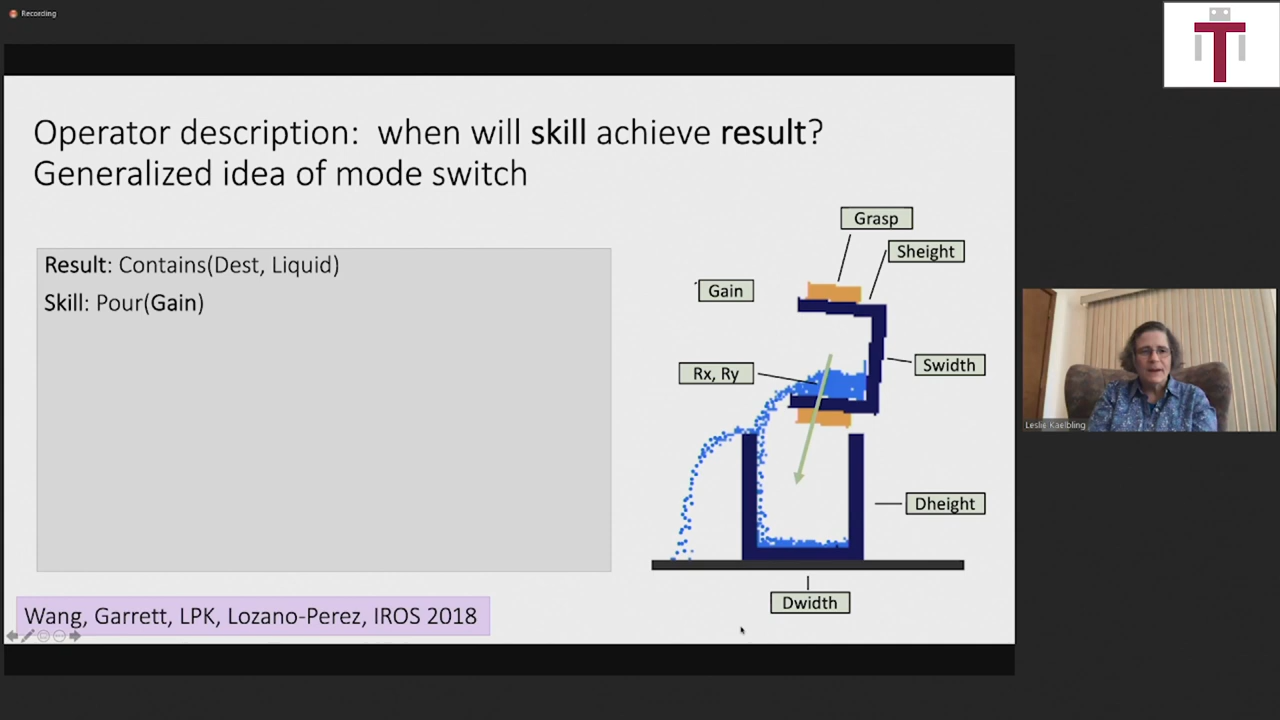 Recording
T
Operator description: when will skill achieve result?
Generalized idea of mode switch
Result: Contains(Dest, Liquid)
Skill: Pour(Gain)
Grasp
Sheight
Gain
Rx, Ry
Swidth
Dheight
Dwidth
Wang, Garrett, LPK, Lozano-Perez, IROS 2018
Leslie Kaelbling